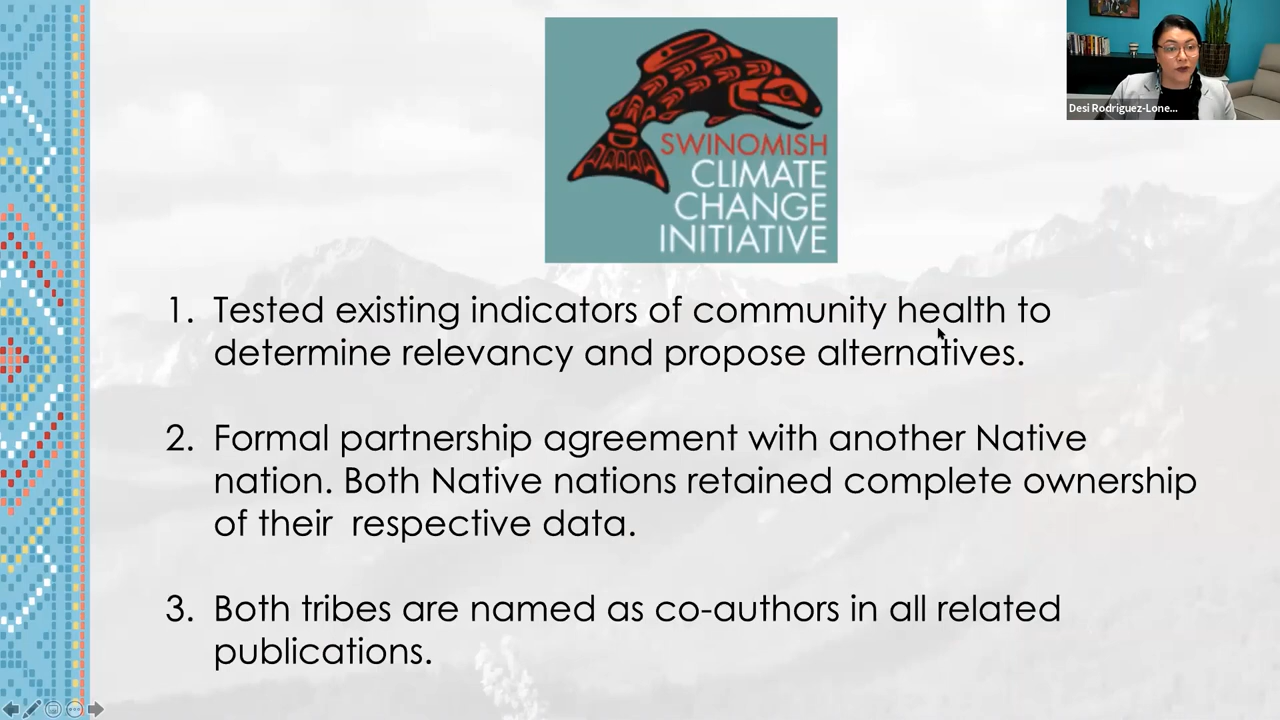 Desi Rodriguez-Lone...
SWINOMISH
CLIMATE
CHANGE
INITIATIVE
1. Tested existing indicators of community health to
determine relevancy and propose alternatives.
2. Formal partnership agreement with another Native
nation. Both Native nations retained complete ownership
of their respective data.
3. Both tribes are named as co-authors in all related
publications.